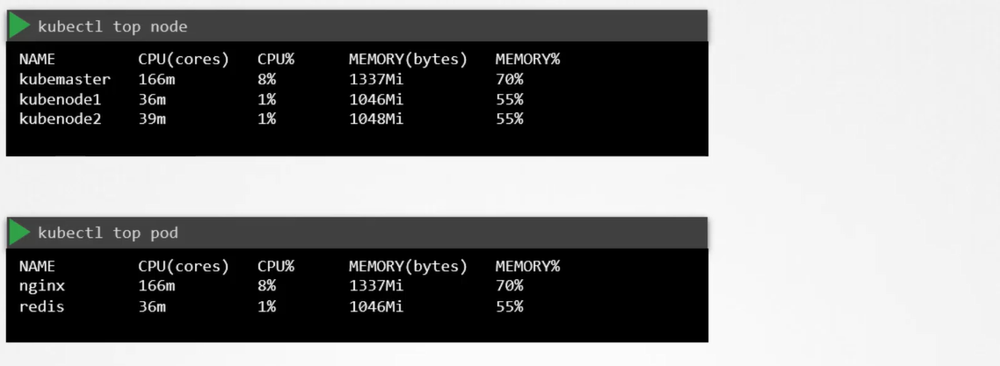 kubectl top node
NAME CPU(cores) CPU% MEMORY(bytes) MEMORY%
kubemaster 166m 8% 1337Mi 70%
kubenode1 36m 1% 1046Mi 55%
kubenode2 39m 1% 1048Mi 55%
kubectl top pod
NAME CPU(cores) CPU% MEMORY(bytes) MEMORY%
nginx 166m 8% 1337Mi 70%
redis 36m 1% 1046Mi 55%